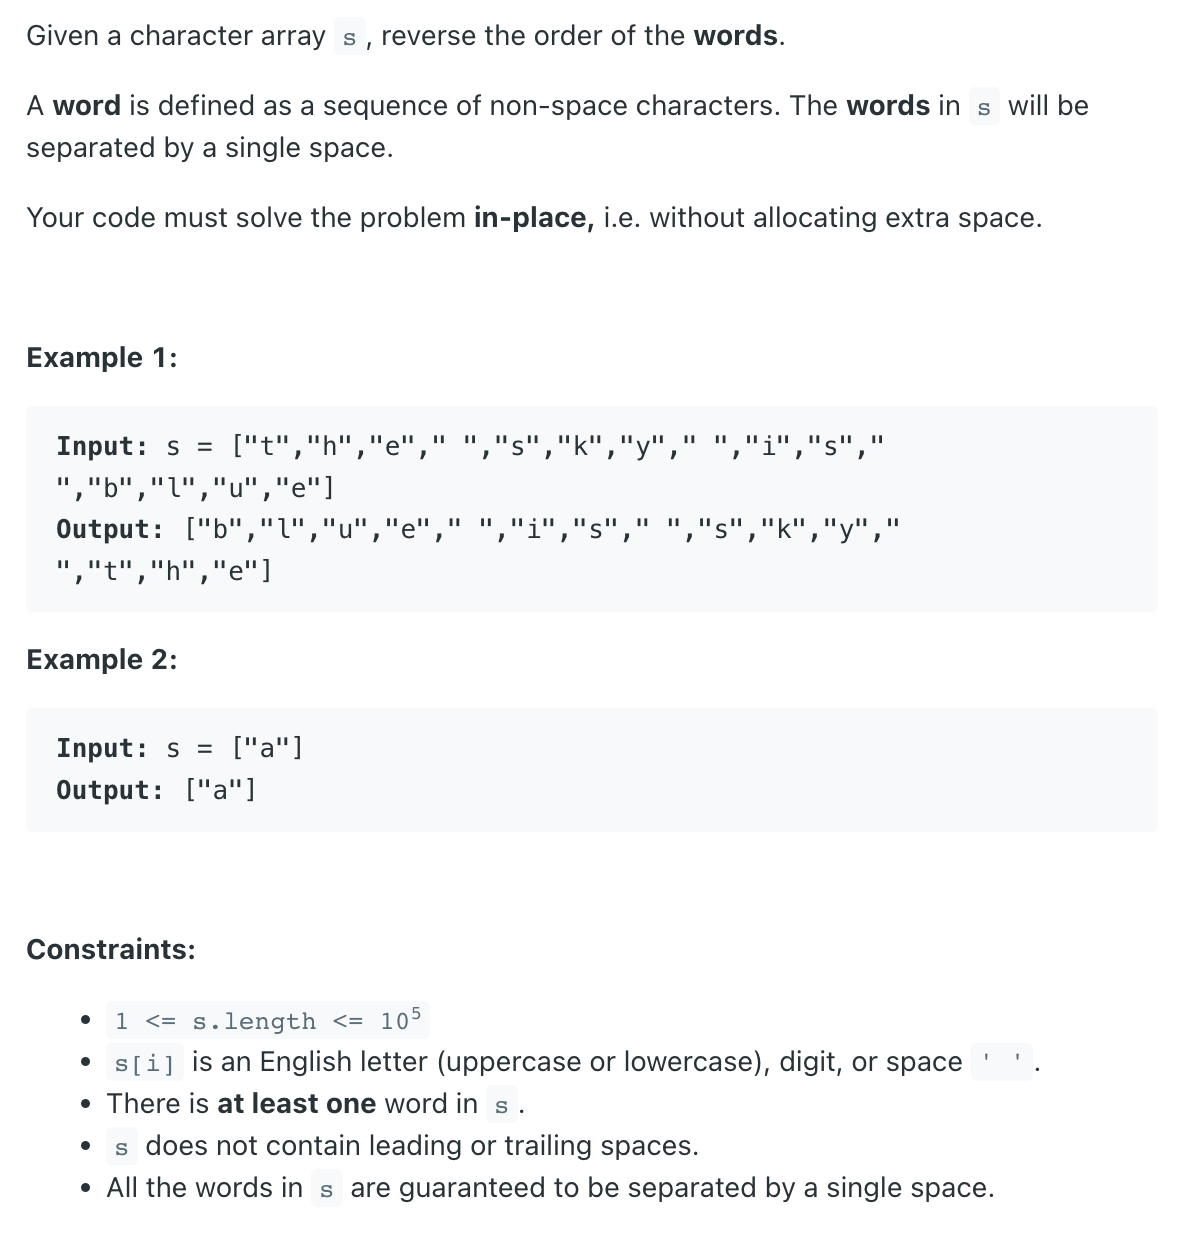 Given a character array s, reverse the order of the words.
A word is defined as a sequence of non-space characters. The words in s will be
separated by a single space.
Your code must solve the problem in-place, i.e. without allocating extra space.
Example 1:
Input: s = ["t","h","e"," ","s","k","y"," ","i","s","
","b","l","u","e"]
Output: ["b","l","u","e"," ","i","s"," ","s","k","y","
","t","h","e"]
Example 2:
Input: s = ["a"]
Output: ["a"]
Constraints:
• 1 <= s.length <= 10⁵
• s[i] is an English letter (uppercase or lowercase), digit, or space ' '.
• There is at least one word in s.
• s does not contain leading or trailing spaces.
• All the words in s are guaranteed to be separated by a single space.